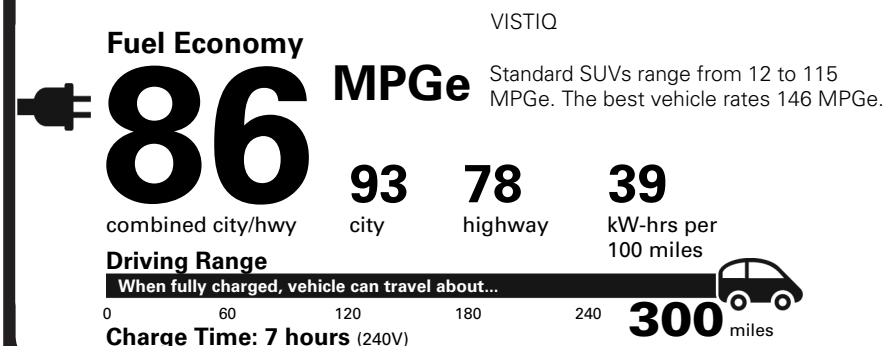 VISTIQ
Fuel Economy
86
MPGe
Standard SUVs range from 12 to 115
MPGe. The best vehicle rates 146 MPGe.
93 78 39
combined city/hwy city highway kW-hrs per
100 miles
Driving Range
When fully charged, vehicle can travel about...
0 60 120 180 240 300 miles
Charge Time: 7 hours (240V)